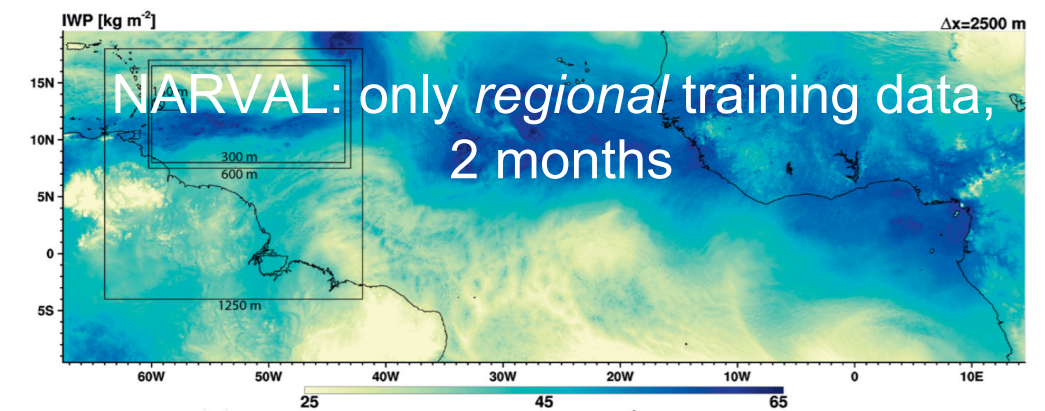 IWP [kg m⁻²]
Δx=2500 m
NARVAL: only regional training data,
2 months
15N
10N
5N
0
5S
300 m
600 m
1250 m
60W 50W 40W 30W 20W 10W 0 10E
25 45 65